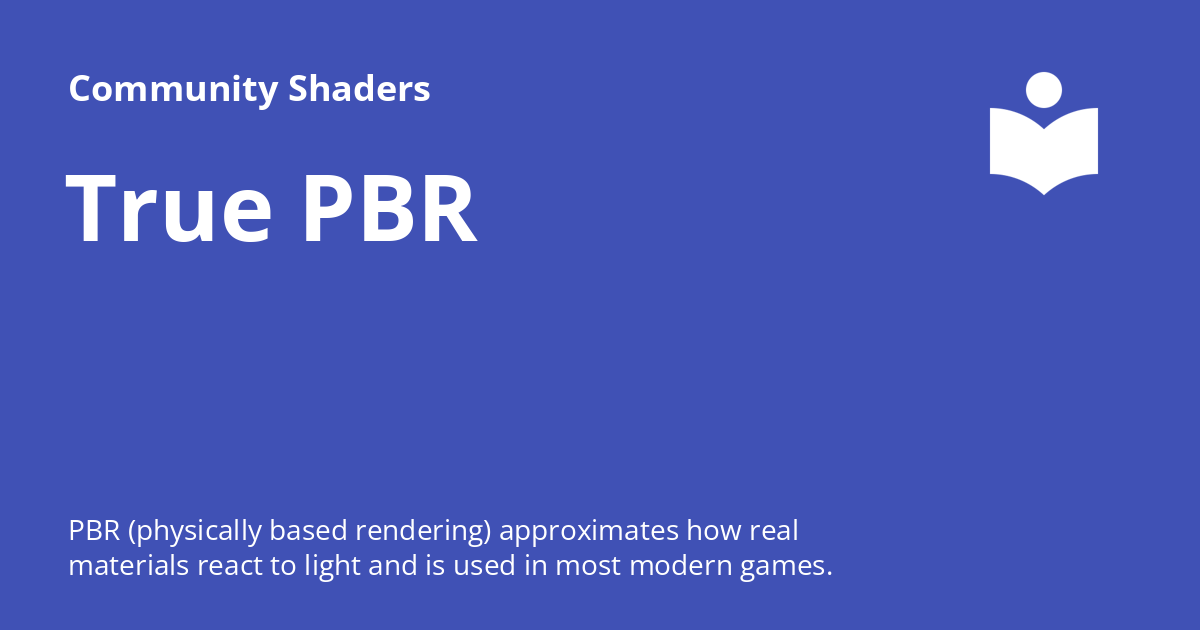 Community Shaders
True PBR
PBR (physically based rendering) approximates how real
materials react to light and is used in most modern games.